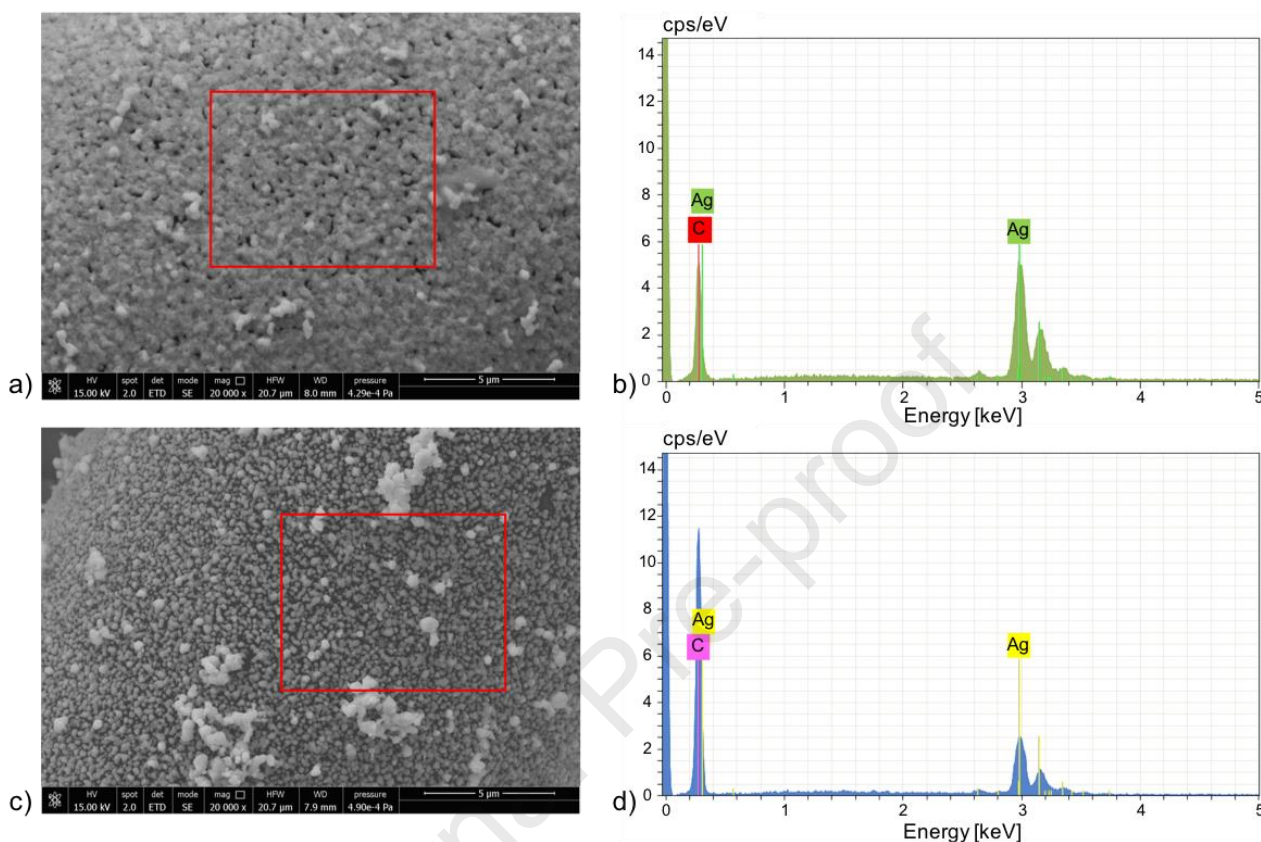 cps/eV
14
12
10
8
6
4
2
0
Ag
C
Ag
0 1 2 3 4 5
Energy [keV]
HV spot det mode mag HFW WD pressure 5 µm
15.00 kV 2.0 ETD SE 20 000 x 20.7 µm 8.0 mm 4.29e-4 Pa
a)
b)
cps/eV
14
12
10
8
6
4
2
0
Ag
C
Ag
0 1 2 3 4 5
Energy [keV]
HV spot det mode mag HFW WD pressure 5 µm
15.00 kV 2.0 ETD SE 20 000 x 20.7 µm 7.9 mm 4.90e-4 Pa
c)
d)
Pre-proof